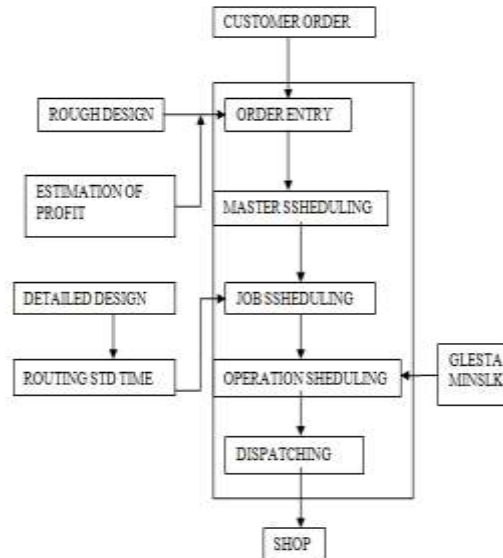 CUSTOMER ORDER
ROUGH DESIGN
ORDER ENTRY
ESTIMATION OF
PROFIT
MASTER SSHEDULING
DETAILED DESIGN
JOB SSHEDULING
ROUTING STD TIME
OPERATION SHEDULING
GLESTA
MINSLK
DISPATCHING
SHOP